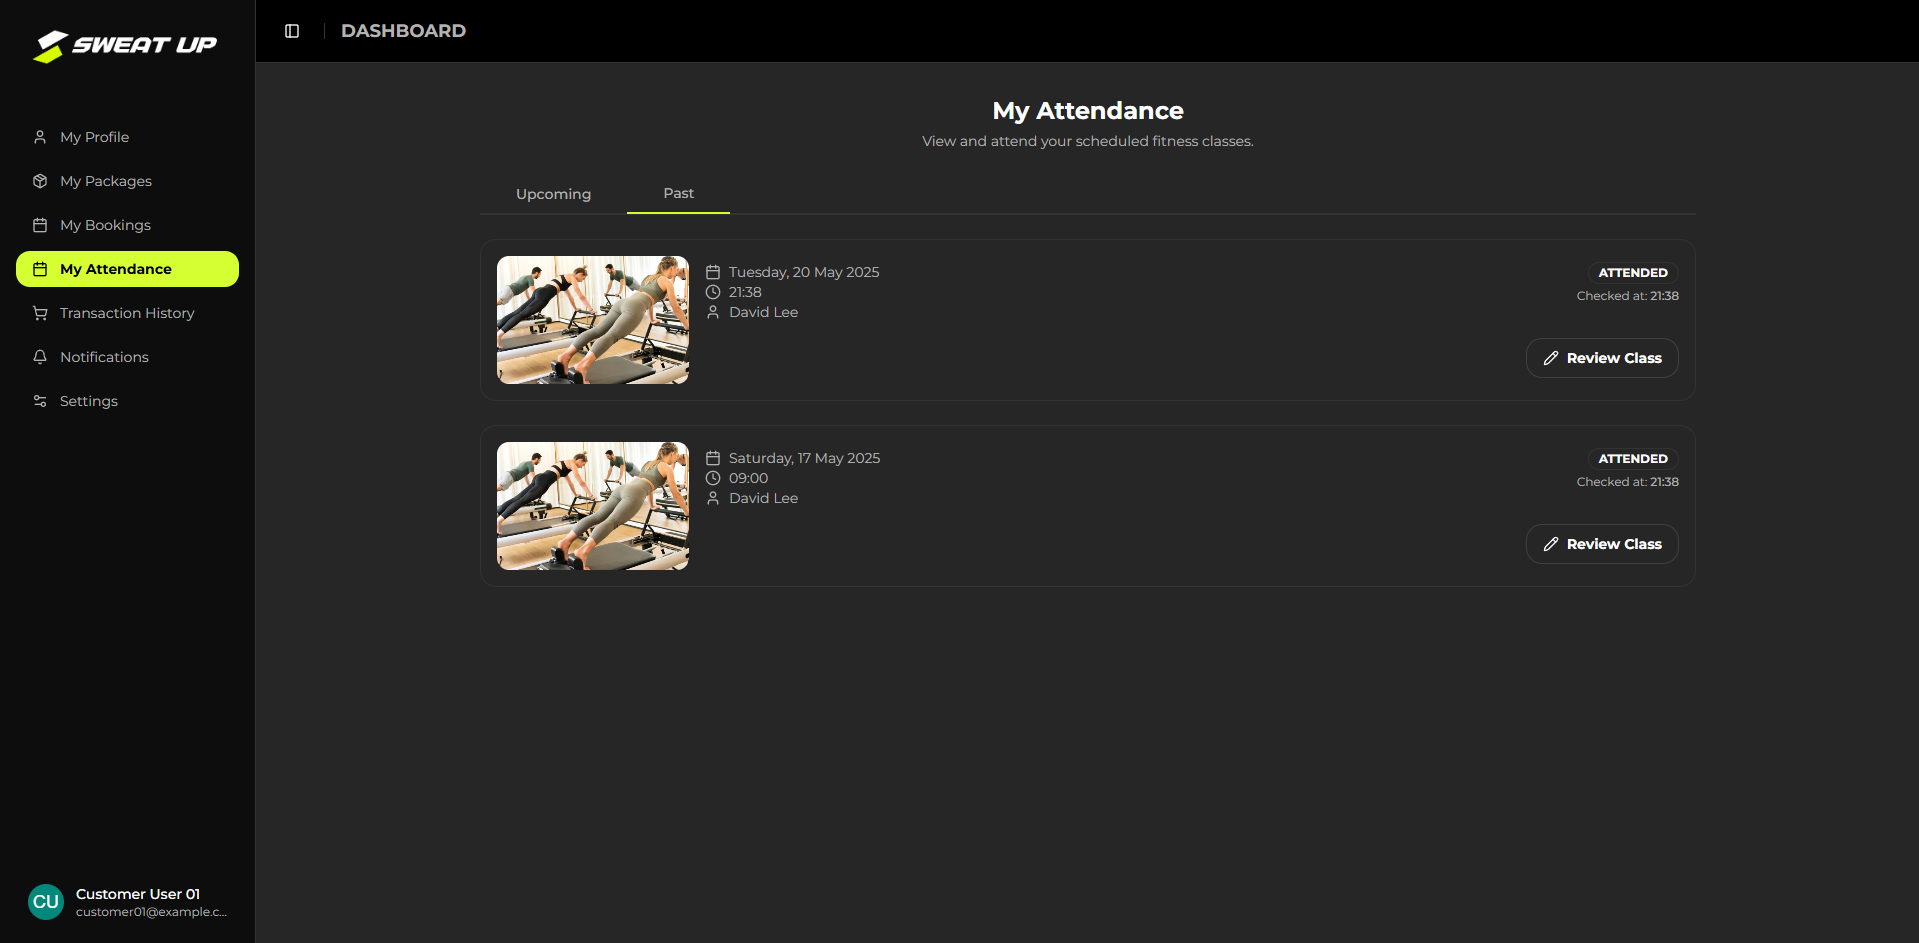 SWEAT UP
DASHBOARD
My Profile
My Packages
My Bookings
My Attendance
Transaction History
Notifications
Settings
CU
Customer User 01
customer01@example.c...
My Attendance
View and attend your scheduled fitness classes.
Upcoming
Past
Tuesday, 20 May 2025
21:38
David Lee
ATTENDED
Checked at: 21:38
Review Class
Saturday, 17 May 2025
09:00
David Lee
ATTENDED
Checked at: 21:38
Review Class